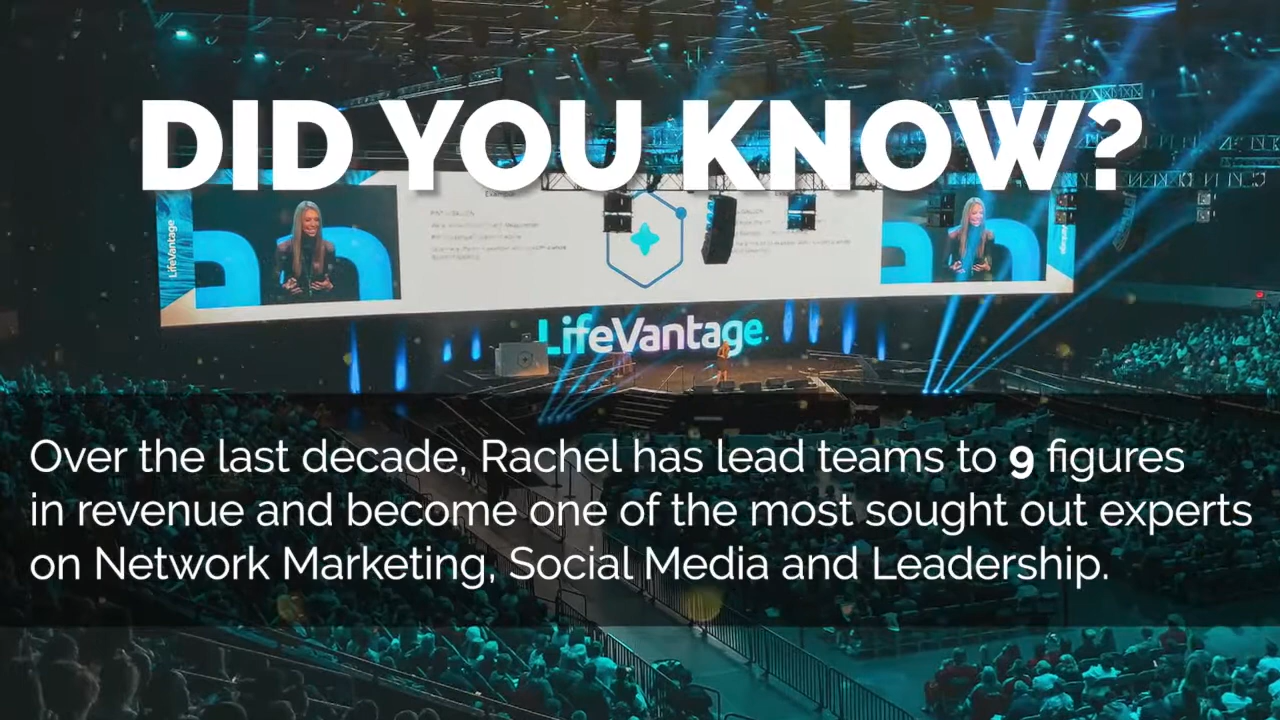 DID YOU KNOW?
LifeVantage
LifeVantage
Over the last decade, Rachel has lead teams to 9 figures
in revenue and become one of the most sought out experts
on Network Marketing, Social Media and Leadership.